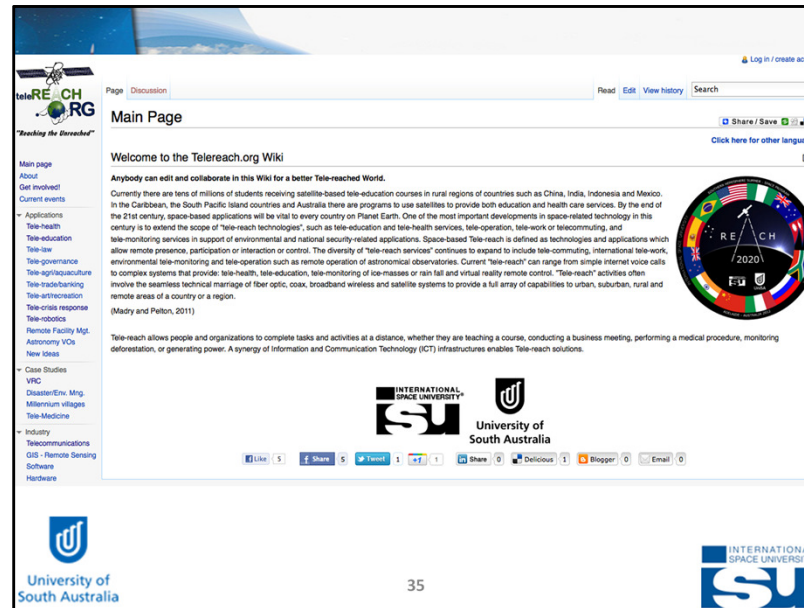 Log in / create ac
teleREACH
.ORG
"Reaching the Unreached"
Page Discussion
Read Edit View history Search
Main Page
Share / Save
Click here for other langua
Welcome to the Telereach.org Wiki
Anybody can edit and collaborate in this Wiki for a better Tele-reached World.
Currently there are tens of millions of students receiving satellite-based tele-education courses in rural regions of countries such as China, India, Indonesia and Mexico.
In the Caribbean, the South Pacific Island countries and Australia there are programs to use satellites to provide both education and health care services. By the end of
the 21st century, space-based applications will be vital to every country on Planet Earth. One of the most important developments in space-related technology in this
century is to extend the scope of "tele-reach technologies", such as tele-education and tele-health services, tele-operation, tele-work or telecommuting, and
tele-monitoring services in support of environmental and national security-related applications. Space-based Tele-reach is defined as technologies and applications which
allow remote presence, participation or interaction or control. The diversity of "tele-reach services" continues to expand to include tele-commuting, international tele-work,
environmental tele-monitoring and tele-operation such as remote operation of astronomical observatories. Current "tele-reach" can range from simple internet voice calls
to complex systems that provide: tele-health, tele-education, tele-monitoring of ice-masses or rain fall and virtual reality remote control. "Tele-reach" activities often
involve the seamless technical marriage of fiber optic, coax, broadband wireless and satellite systems to provide a full array of capabilities to urban, suburban, rural and
remote areas of a country or a region.
(Madry and Pelton, 2011)
Tele-reach allows people and organizations to complete tasks and activities at a distance, whether they are teaching a course, conducting a business meeting, performing a medical procedure, monitoring
deforestation, or generating power. A synergy of Information and Communication Technology (ICT) infrastructures enables Tele-reach solutions.
REACH
2020
Main page
About
Get involved!
Current events
Applications
Tele-health
Tele-education
Tele-law
Tele-governance
Tele-agri/aquaculture
Tele-trade/banking
Tele-art/recreation
Tele-crisis response
Tele-robotics
Remote Facility Mgt.
Astronomy VOs
New Ideas
Case Studies
VRC
Disaster/Env. Mng.
Millennium villages
Tele-Medicine
Industry
Telecommunications
GIS - Remote Sensing
Software
Hardware
INTERNATIONAL
SPACE UNIVERSITY
ISU
University of
South Australia
Like 5 Share 5 Tweet 1 +1 1 Share 0 Delicious 1 Blogger 0 Email 0
University of
South Australia
35
INTERNATIONA
SPACE UNIVERSI